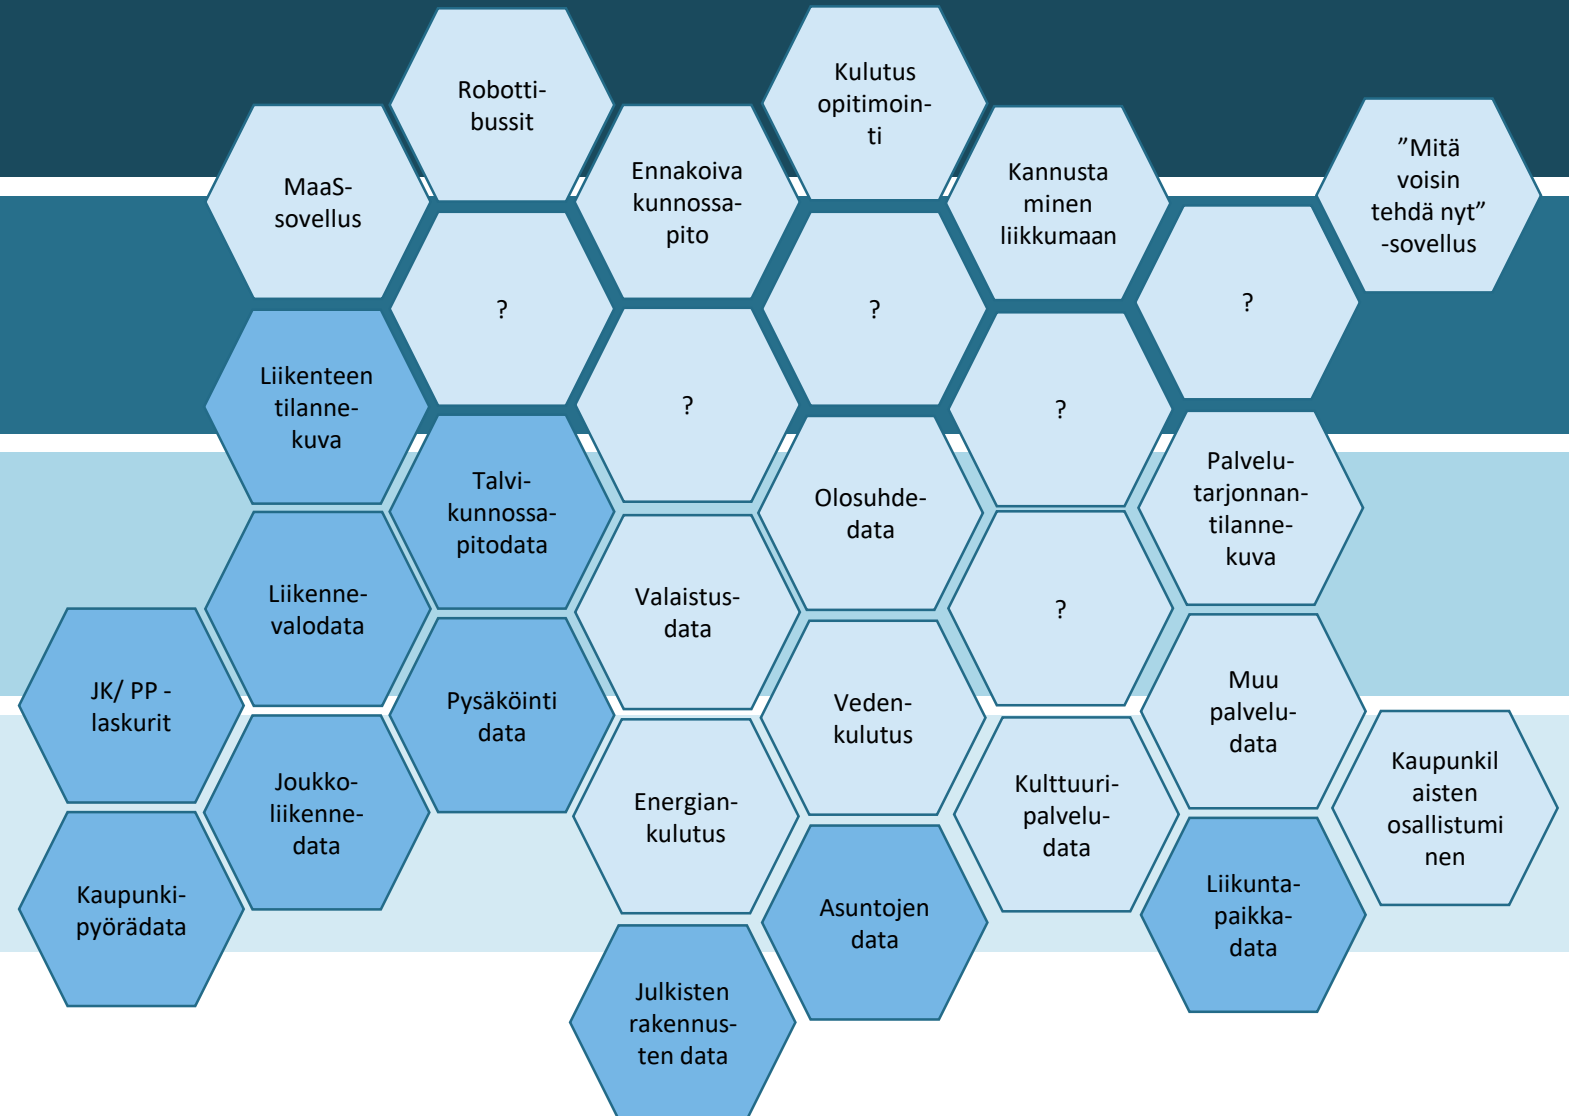 Robotti-
bussit
Kulutus
opitimoin-
ti
MaaS-
sovellus
Ennakoiva
kunnossa-
pito
Kannusta
minen
liikkumaan
”Mitä
voisin
tehdä nyt”
-sovellus
?
?
?
Liikenteen
tilanne-
kuva
?
?
Talvi-
kunnossa-
pitodata
Olosuhde-
data
Palvelu-
tarjonnan-
tilanne-
kuva
Liikenne-
valodata
Valaistus-
data
?
JK/ PP -
laskurit
Pysäköinti
data
Veden-
kulutus
Muu
palvelu-
data
Joukko-
liikenne-
data
Energian-
kulutus
Kulttuuri-
palvelu-
data
Kaupunkil
aisten
osallistumi
nen
Kaupunki-
pyörädata
Asuntojen
data
Liikunta-
paikka-
data
Julkisten
rakennus-
ten data